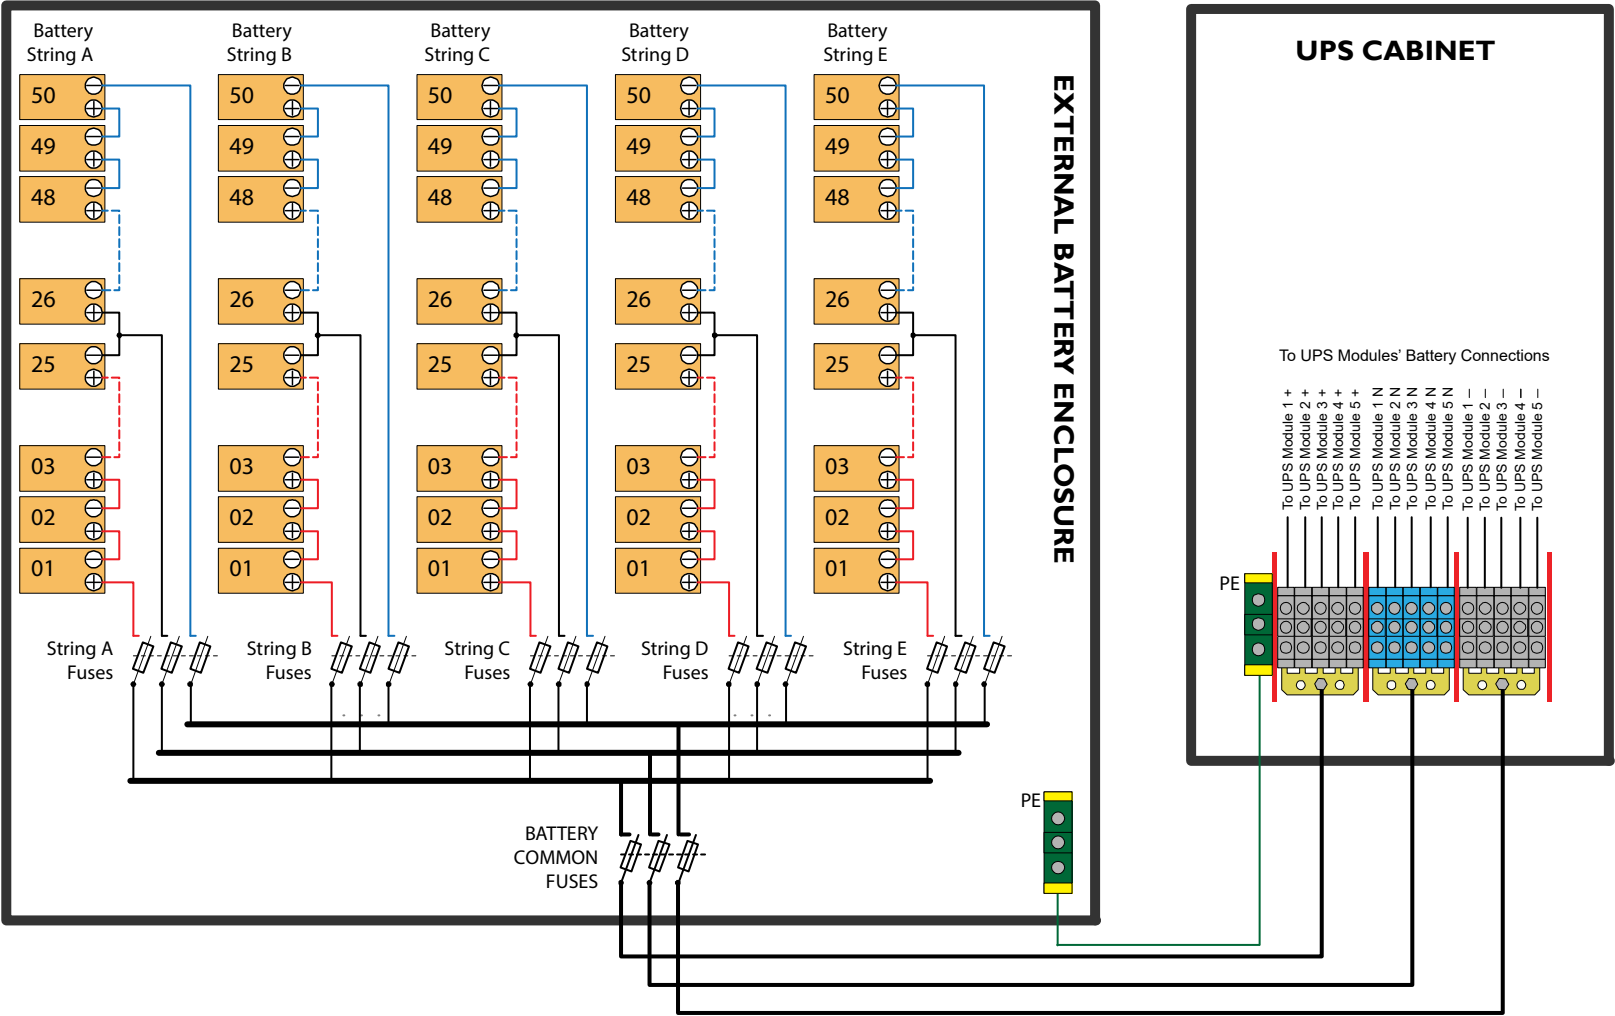 Battery
String A
Battery
String B
Battery
String C
Battery
String D
Battery
String E
50
50
50
50
50
49
49
49
49
49
48
48
48
48
48
26
26
26
26
26
25
25
25
25
25
03
03
03
03
03
02
02
02
02
02
01
01
01
01
01
String A
Fuses
String B
Fuses
String C
Fuses
String D
Fuses
String E
Fuses
BATTERY
COMMON
FUSES
PE
EXTERNAL BATTERY ENCLOSURE
UPS CABINET
To UPS Modules' Battery Connections
To UPS Module 1 +
To UPS Module 2 +
To UPS Module 3 +
To UPS Module 4 +
To UPS Module 5 +
To UPS Module 1 N
To UPS Module 2 N
To UPS Module 3 N
To UPS Module 4 N
To UPS Module 5 N
To UPS Module 1 –
To UPS Module 2 –
To UPS Module 3 –
To UPS Module 4 –
To UPS Module 5 –
PE